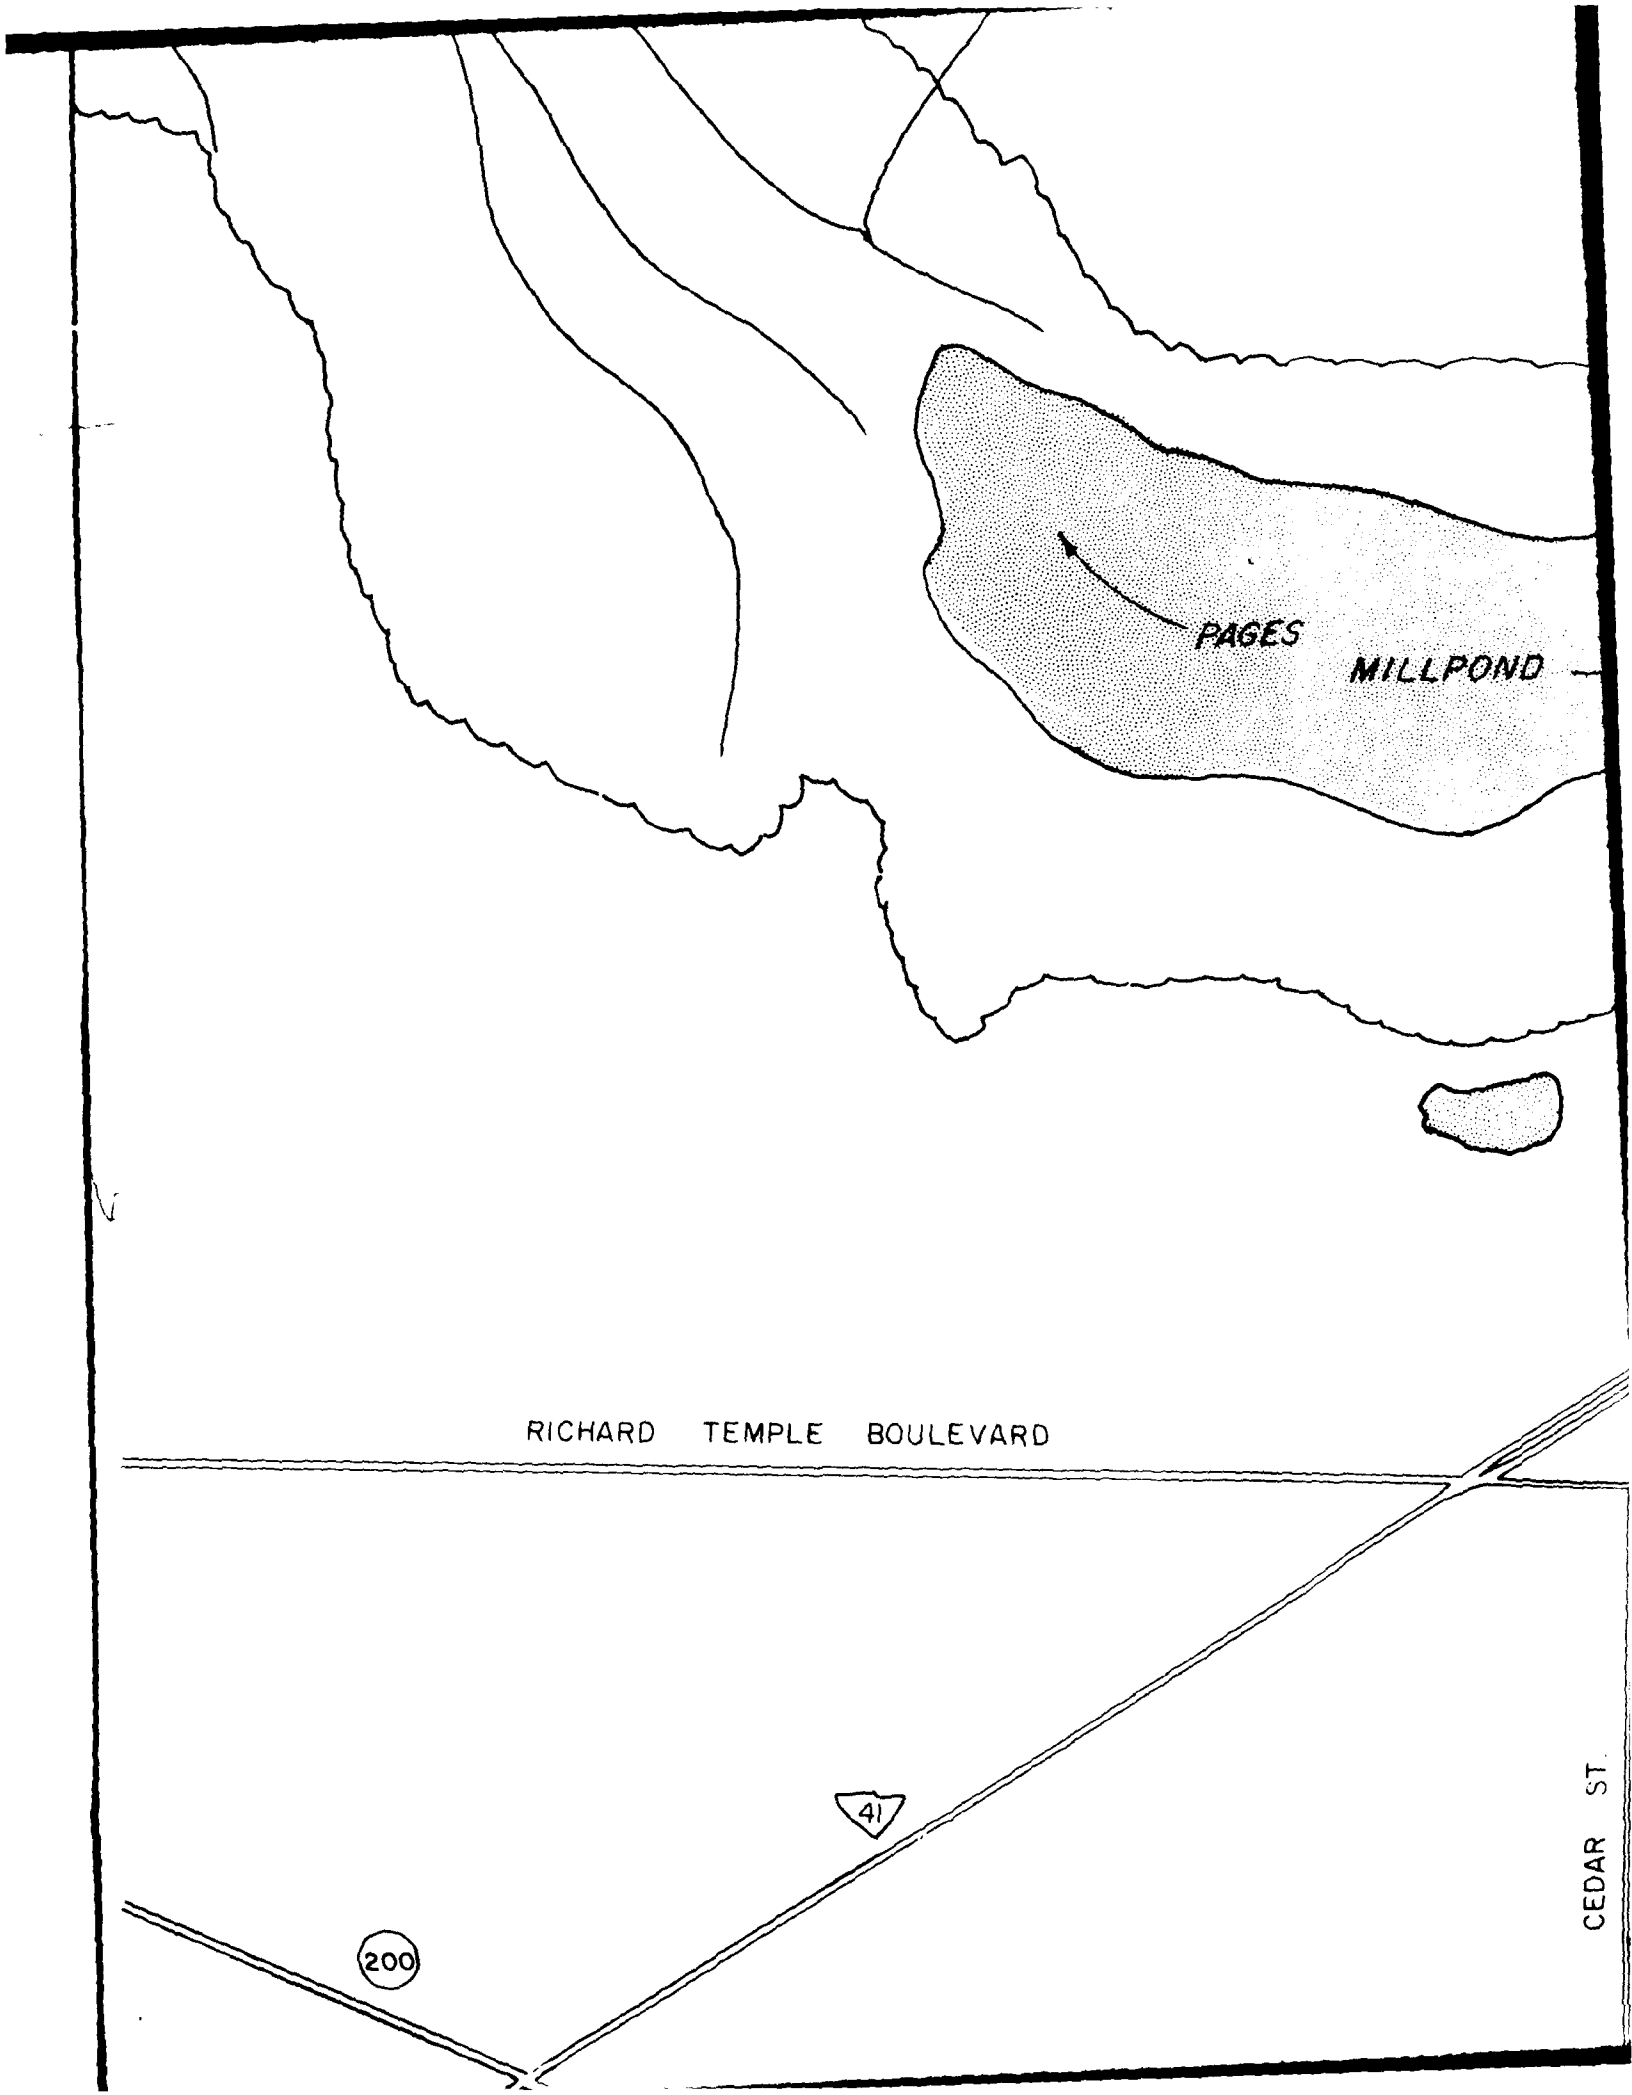 PAGES
MILLPOND
RICHARD TEMPLE BOULEVARD
41
CEDAR ST.
200